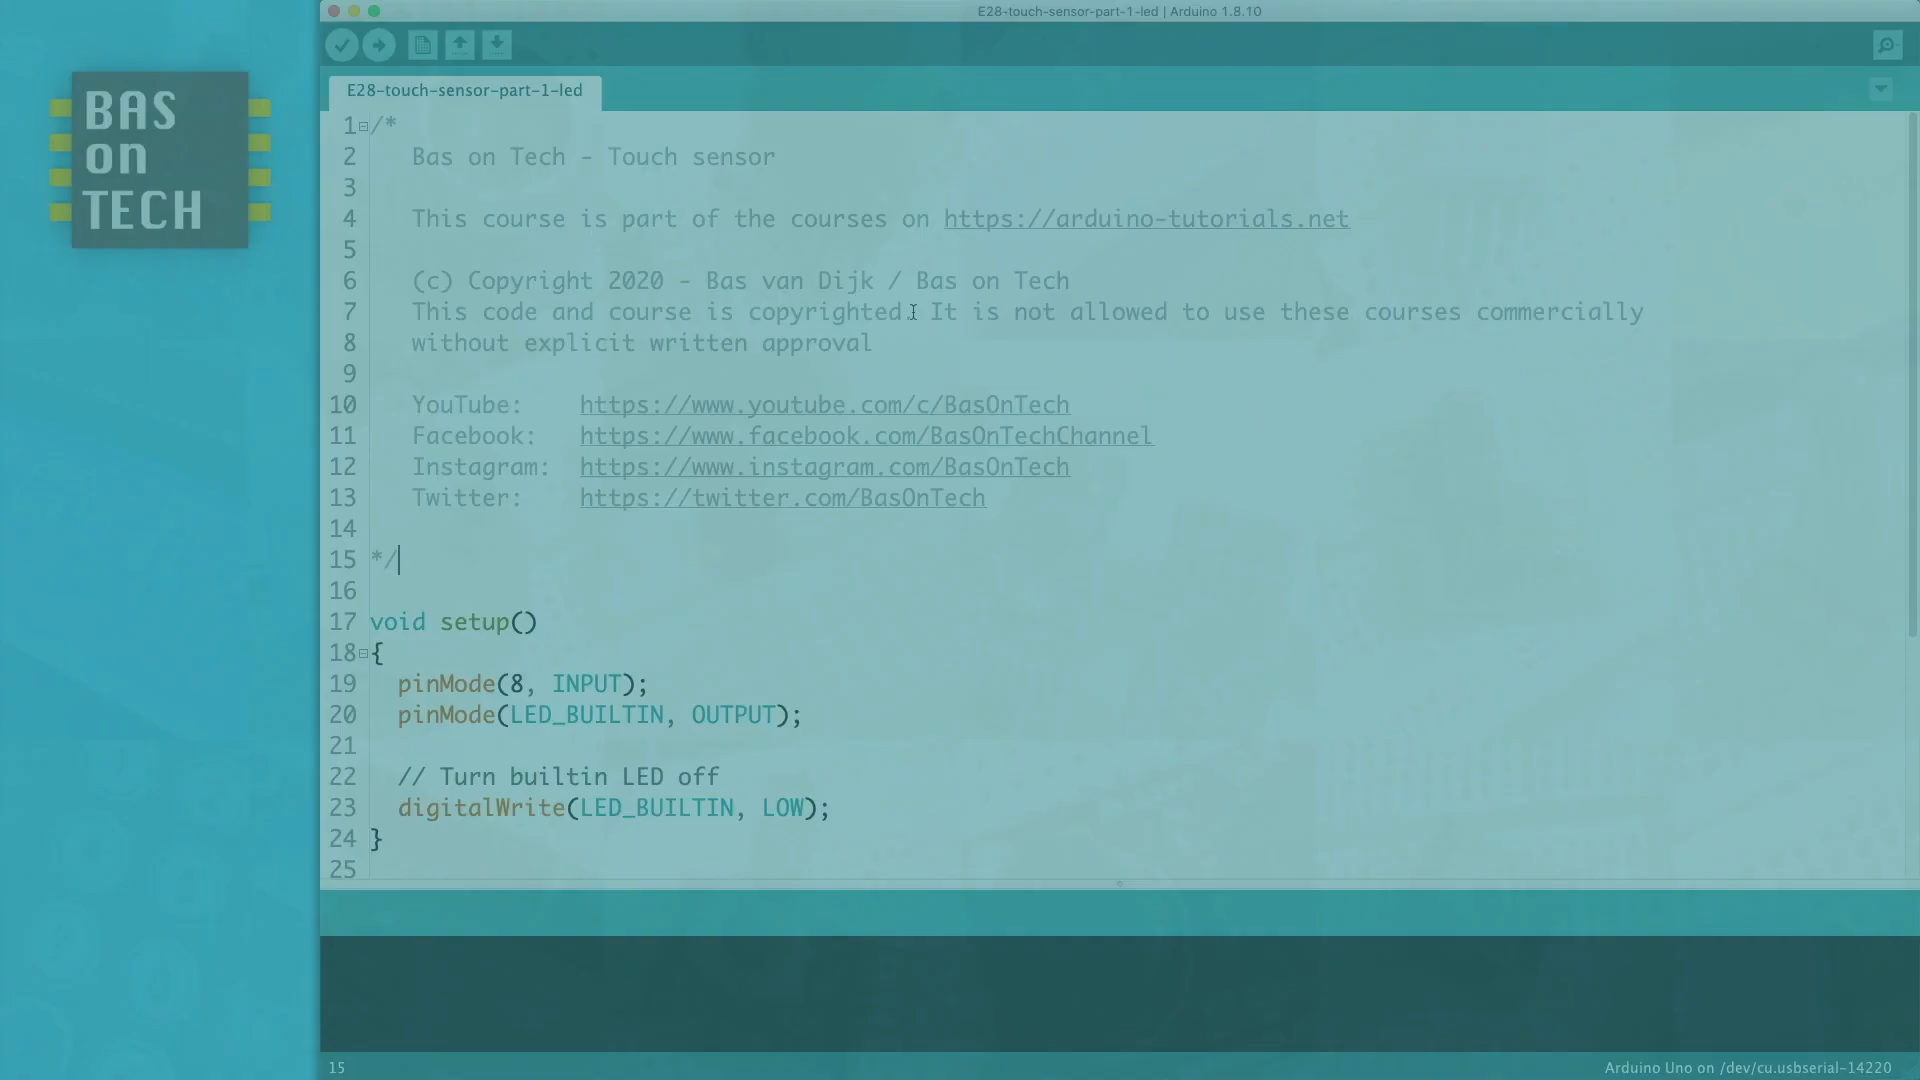 E28-touch-sensor-part-1-led | Arduino 1.8.10
BAS
on
TECH
E28-touch-sensor-part-1-led
1 /*
2 Bas on Tech - Touch sensor
3
4 This course is part of the courses on https://arduino-tutorials.net
5
6 (c) Copyright 2020 - Bas van Dijk / Bas on Tech
7 This code and course is copyrighted. It is not allowed to use these courses commercially
8 without explicit written approval
9
10 YouTube: https://www.youtube.com/c/BasOnTech
11 Facebook: https://www.facebook.com/BasOnTechChannel
12 Instagram: https://www.instagram.com/BasOnTech
13 Twitter: https://twitter.com/BasOnTech
14
15 */
16
17 void setup()
18 {
19 pinMode(8, INPUT);
20 pinMode(LED_BUILTIN, OUTPUT);
21
22 // Turn builtin LED off
23 digitalWrite(LED_BUILTIN, LOW);
24 }
25
15
Arduino Uno on /dev/cu.usbserial-14220